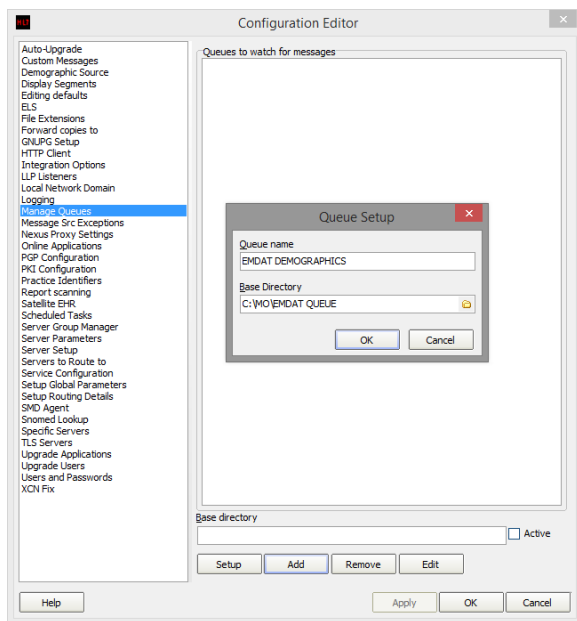 HLT
Configuration Editor
Auto-Upgrade
Custom Messages
Demographic Source
Display Segments
Editing defaults
ELS
File Extensions
Forward copies to
GNUPG Setup
HTTP Client
Integration Options
LLP Listeners
Local Network Domain
Logging
Manage Queues
Message Src Exceptions
Nexus Proxy Settings
Online Applications
PGP Configuration
PKI Configuration
Practice Identifiers
Report scanning
Satellite EHR
Scheduled Tasks
Server Group Manager
Server Parameters
Server Setup
Servers to Route to
Service Configuration
Setup Global Parameters
Setup Routing Details
SMD Agent
Snomed Lookup
Specific Servers
TLS Servers
Upgrade Applications
Upgrade Users
Users and Passwords
XCN Fix
Queues to watch for messages
Queue Setup
Queue name
EMDAT DEMOGRAPHICS
Base Directory
C:\MO\EMDAT QUEUE
OK Cancel
Base directory
Active
Setup Add Remove Edit
Help Apply OK Cancel